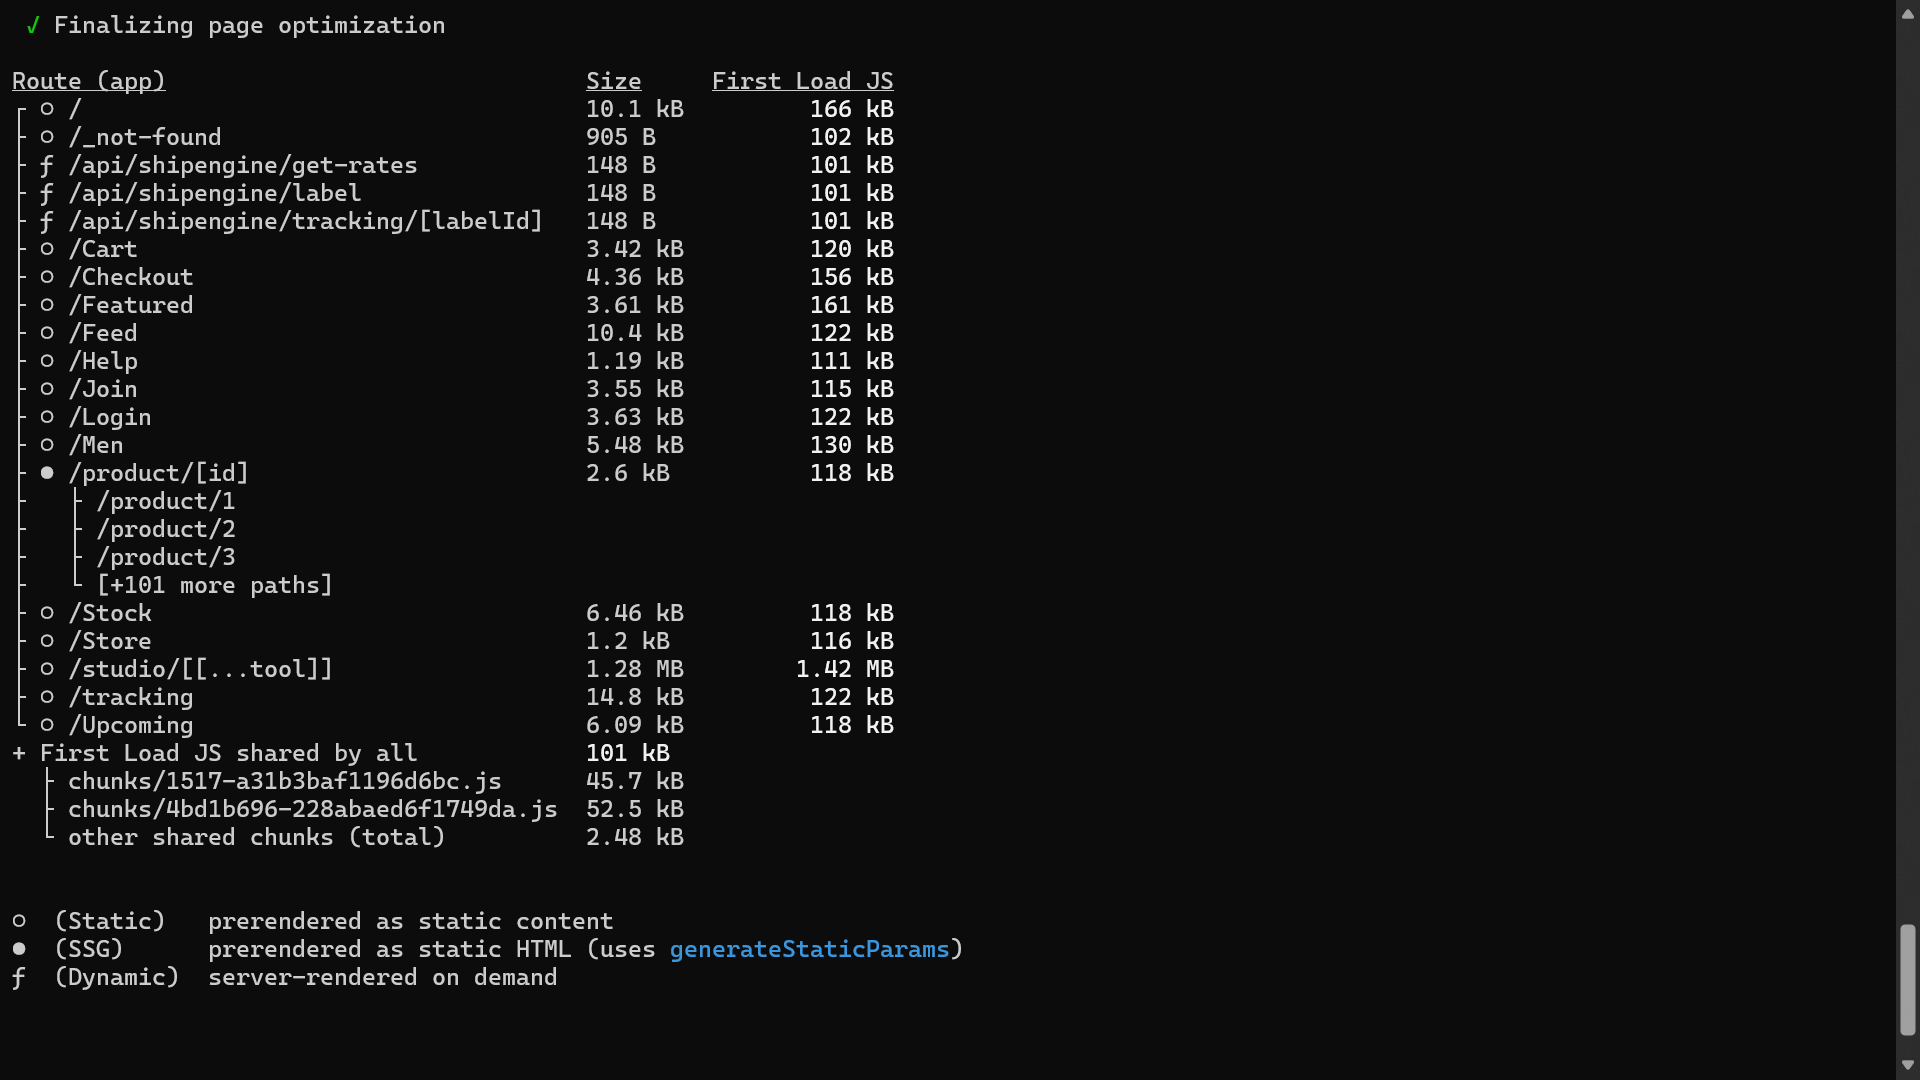 √ Finalizing page optimization
Route (app) Size First Load JS
┌ ○ / 10.1 kB 166 kB
├ ○ /_not-found 905 B 102 kB
├ ƒ /api/shipengine/get-rates 148 B 101 kB
├ ƒ /api/shipengine/label 148 B 101 kB
├ ƒ /api/shipengine/tracking/[labelId] 148 B 101 kB
├ ○ /Cart 3.42 kB 120 kB
├ ○ /Checkout 4.36 kB 156 kB
├ ○ /Featured 3.61 kB 161 kB
├ ○ /Feed 10.4 kB 122 kB
├ ○ /Help 1.19 kB 111 kB
├ ○ /Join 3.55 kB 115 kB
├ ○ /Login 3.63 kB 122 kB
├ ○ /Men 5.48 kB 130 kB
├ ● /product/[id] 2.6 kB 118 kB
├   ├ /product/1
├   ├ /product/2
├   ├ /product/3
├   └ [+101 more paths]
├ ○ /Stock 6.46 kB 118 kB
├ ○ /Store 1.2 kB 116 kB
├ ○ /studio/[[...tool]] 1.28 MB 1.42 MB
├ ○ /tracking 14.8 kB 122 kB
└ ○ /Upcoming 6.09 kB 118 kB
+ First Load JS shared by all 101 kB
├ chunks/1517-a31b3baf1196d6bc.js 45.7 kB
├ chunks/4bd1b696-228abaed6f1749da.js 52.5 kB
└ other shared chunks (total) 2.48 kB
○ (Static) prerendered as static content
● (SSG) prerendered as static HTML (uses generateStaticParams)
ƒ (Dynamic) server-rendered on demand